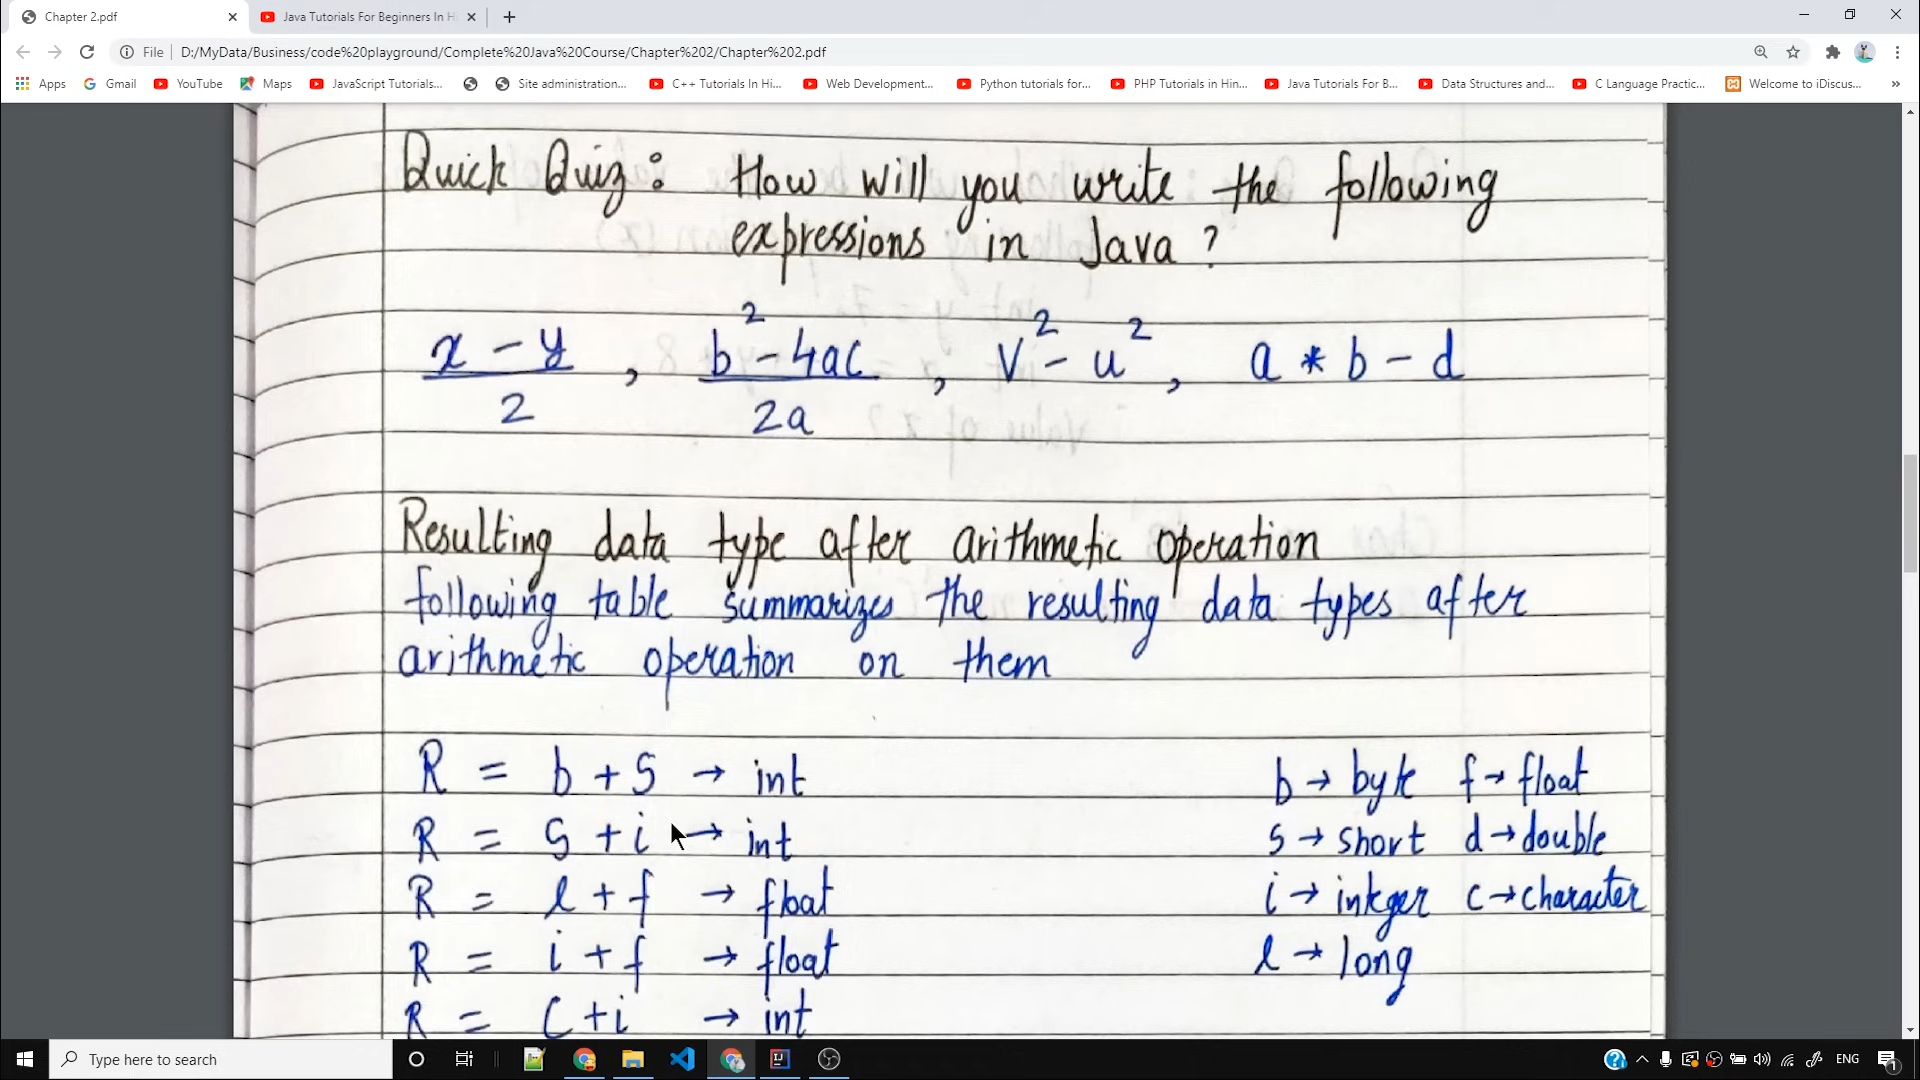 Chapter 2.pdf
Java Tutorials For Beginners In H
File D:/MyData/Business/code%20playground/Complete%20Java%20Course/Chapter%202/Chapter%202.pdf
Apps Gmail YouTube Maps JavaScript Tutorials... Site administration... C++ Tutorials In Hi... Web Development... Python tutorials for... PHP Tutorials in Hin... Java Tutorials For B... Data Structures and... C Language Practic... Welcome to iDiscus... »
Quick Quiz: How will you write the following
expressions in Java?
x - y / 2 , b² - 4ac / 2a , V² - u² , a * b - d
Resulting data type after arithmetic operation
following table summarizes the resulting data types after
arithmetic operation on them
R = b + s → int b → byte f → float
R = s + i → int s → short d → double
R = l + f → float i → integer c → character
R = i + f → float l → long
R = c + i → int
Type here to search
ENG
1